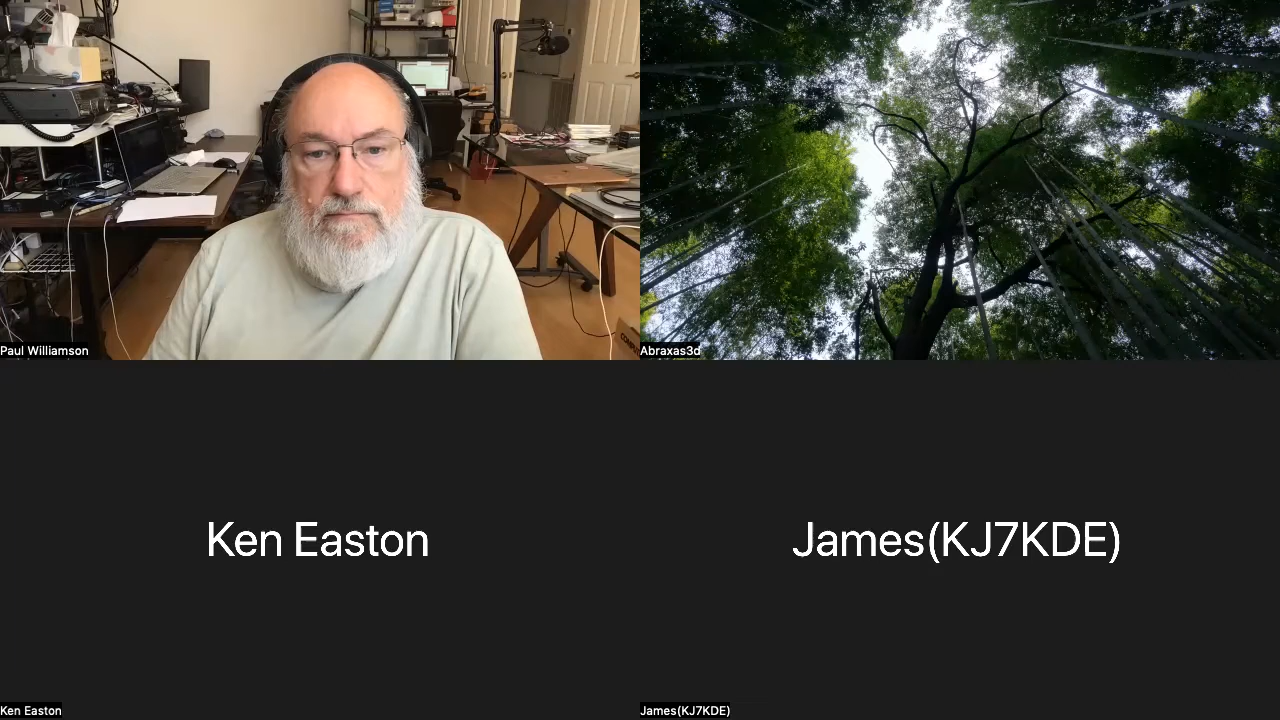 Paul Williamson
Abraxas3d
Ken Easton
James(KJ7KDE)
Ken Easton
James(KJ7KDE)